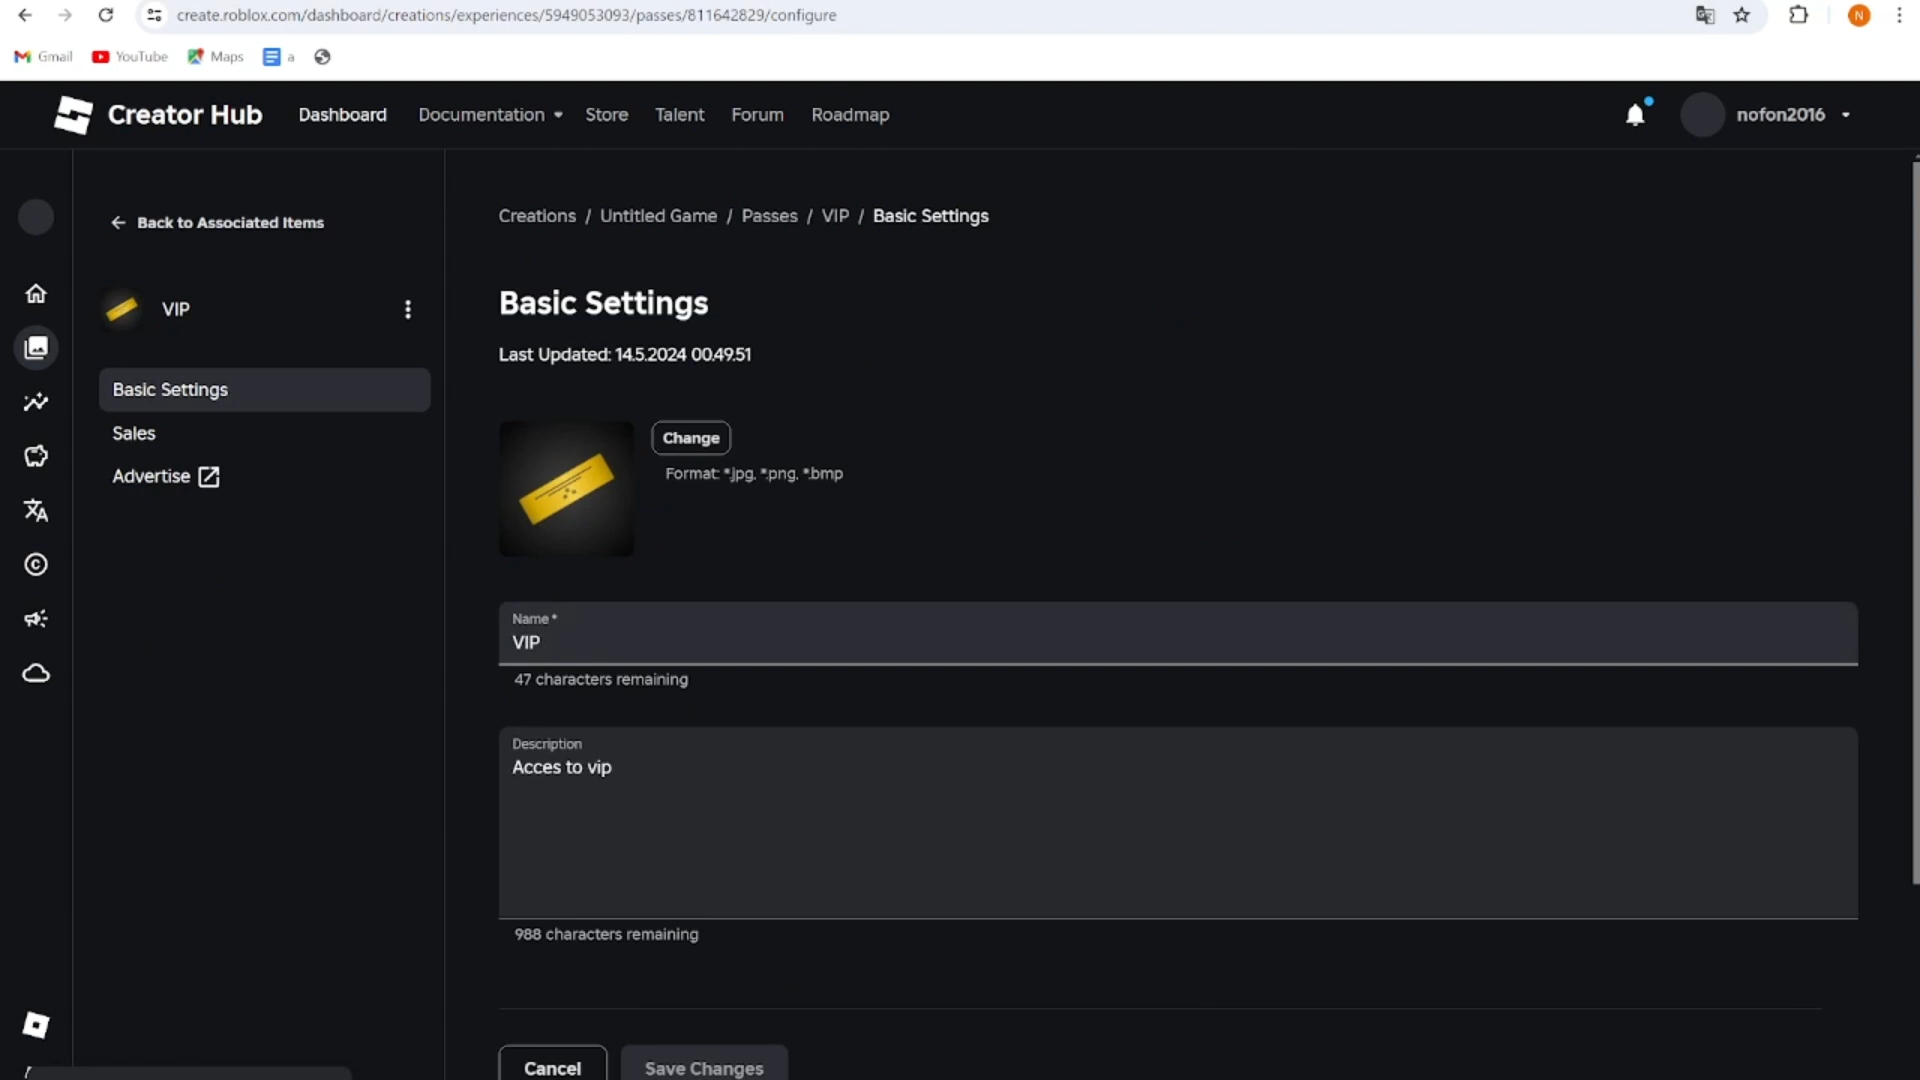 create.roblox.com/dashboard/creations/experiences/5949053093/passes/811642829/configure
N
Gmail YouTube Maps a
Creator Hub Dashboard Documentation Store Talent Forum Roadmap nofon2016
Back to Associated Items
Creations / Untitled Game / Passes / VIP / Basic Settings
VIP
Basic Settings
Sales
Advertise
Basic Settings
Last Updated: 14.5.2024 00.49.51
Change
Format: *.jpg, *.png, *.bmp
Name *
VIP
47 characters remaining
Description
Acces to vip
988 characters remaining
Cancel Save Changes